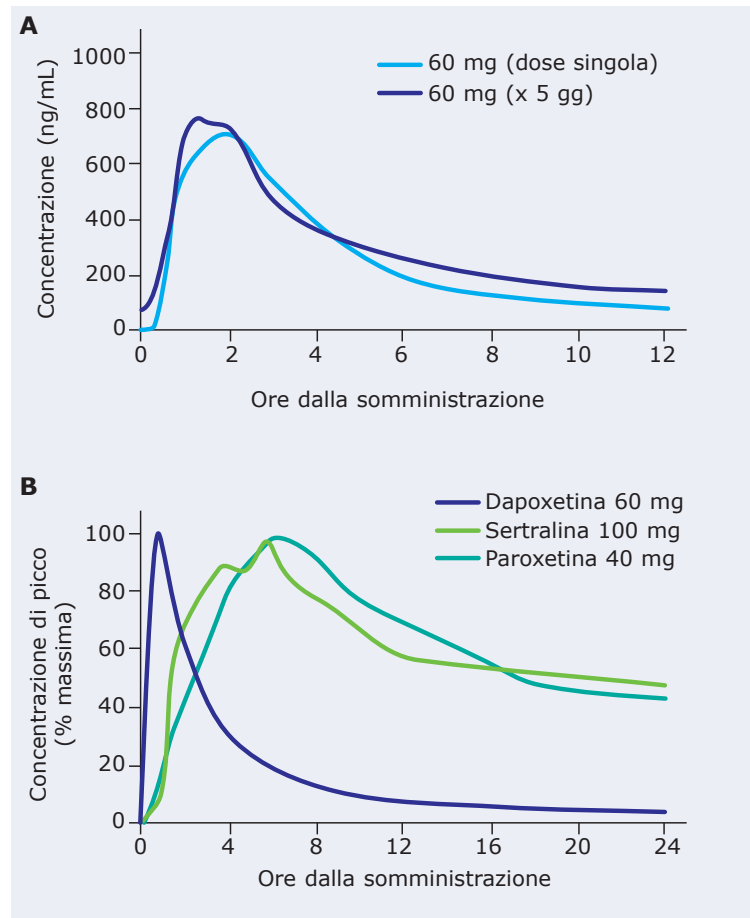 A
Concentrazione (ng/mL)
1000
800
600
400
200
0
60 mg (dose singola)
60 mg (x 5 gg)
0 2 4 6 8 10 12
Ore dalla somministrazione
B
Concentrazione di picco
(% massima)
100
80
60
40
20
0
Dapoxetina 60 mg
Sertralina 100 mg
Paroxetina 40 mg
0 4 8 12 16 20 24
Ore dalla somministrazione